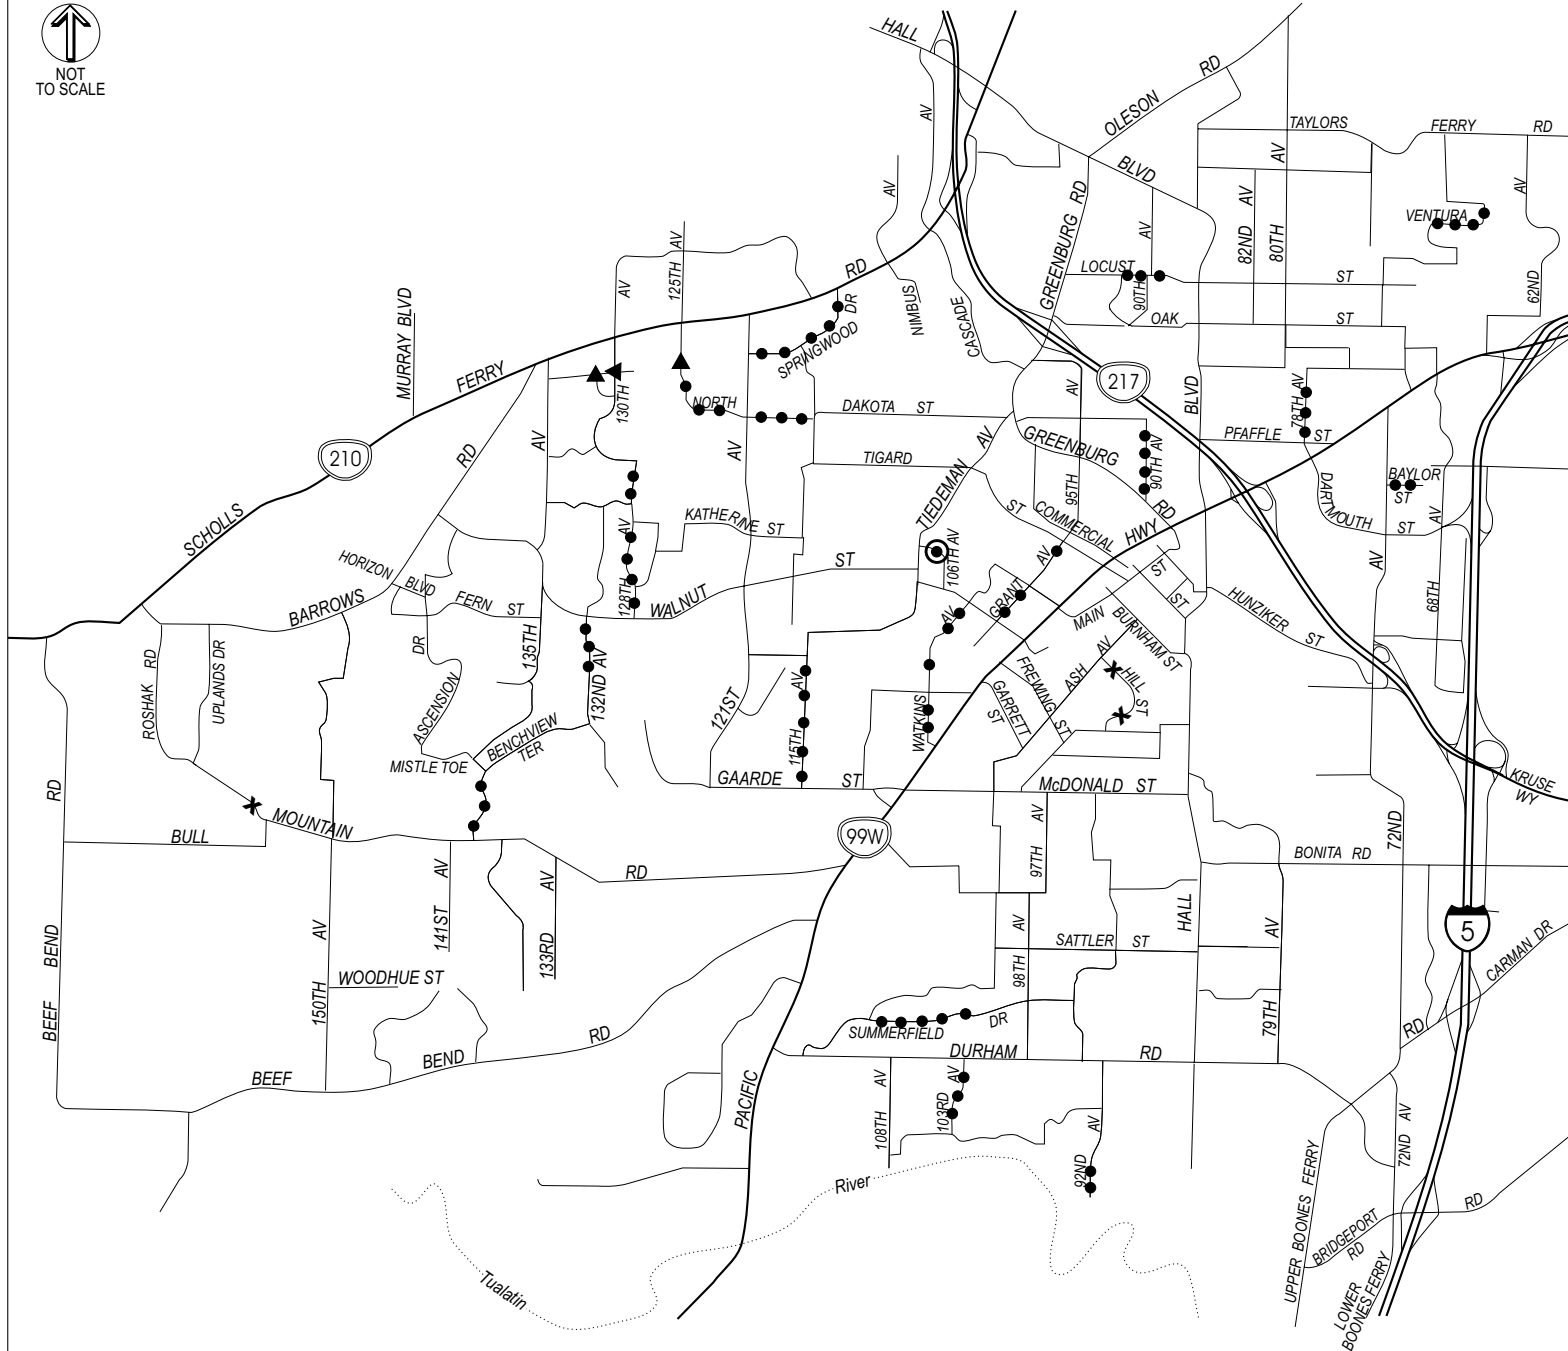 NOT
TO SCALE
HALL
BLVD
OLESON
RD
TAYLORS
FERRY
RD
AV
AV
AV
82ND
AV
80TH
AV
62ND
VENTURA
AV
GREENBURG
RD
AV
LOCUST
ST
90TH
OAK
ST
RD
NIMBUS
CASCADE
MURRAY BLVD
FERRY
SCHOLLS
210
AV
125TH
AV
DR
SPRINGWOOD
130TH
NORTH
DAKOTA
ST
AV
217
BLVD
78TH
AV
PFAFFLE
ST
AV
RD
AV
TIGARD
ST
TIEDEMAN
AV
GREENBURG
RD
95TH
90TH
AV
BAYLOR
ST
DARTMOUTH
ST
AV
68TH
AV
KATHERINE
ST
AV
128TH
COMMERCIAL
HWY
HORIZON
BLVD
FERN
ST
BARROWS
WALNUT
ST
106TH AV
AV
GRANT
AV
MAIN
ST
ST
BURNHAM ST
HUNZIKER
ST
ROSHAK
RD
UPLANDS DR
DR
ASCENSION
135TH
132ND
AV
121ST
AV
115TH
WATKINS
FREWING
ST
GARRETT
ST
ASH
AV
HILL
ST
BENCHVIEW
TER
MISTLE TOE
GAARDE
ST
McDONALD
ST
KRUSE
WY
RD
BULL
MOUNTAIN
RD
99W
97TH
AV
72ND
BONITA
RD
BEEF
BEND
141ST
AV
133RD
AV
AV
150TH
WOODHUE ST
AV
98TH
SATTLER
ST
HALL
AV
79TH
5
CARMAN DR
RD
SUMMERFIELD
DR
DURHAM
RD
BEEF
BEND
RD
PACIFIC
108TH
AV
103RD
AV
AV
92ND
72ND
AV
UPPER BOONES FERRY
BRIDGEPORT
RD
RD
LOWER
BOONES FERRY
Tualatin
River